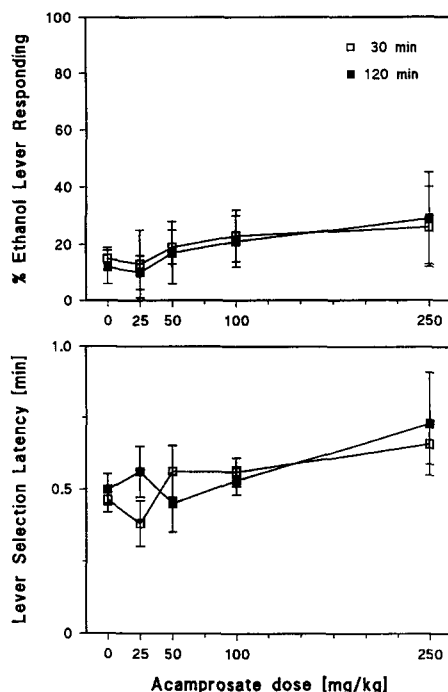 % Ethanol Lever Responding
100
80
60
40
20
0
30 min
120 min
0 25 50 100 250
Lever Selection Latency [min]
1.0
0.5
0
0 25 50 100 250
Acamprosate dose [mg/kg]